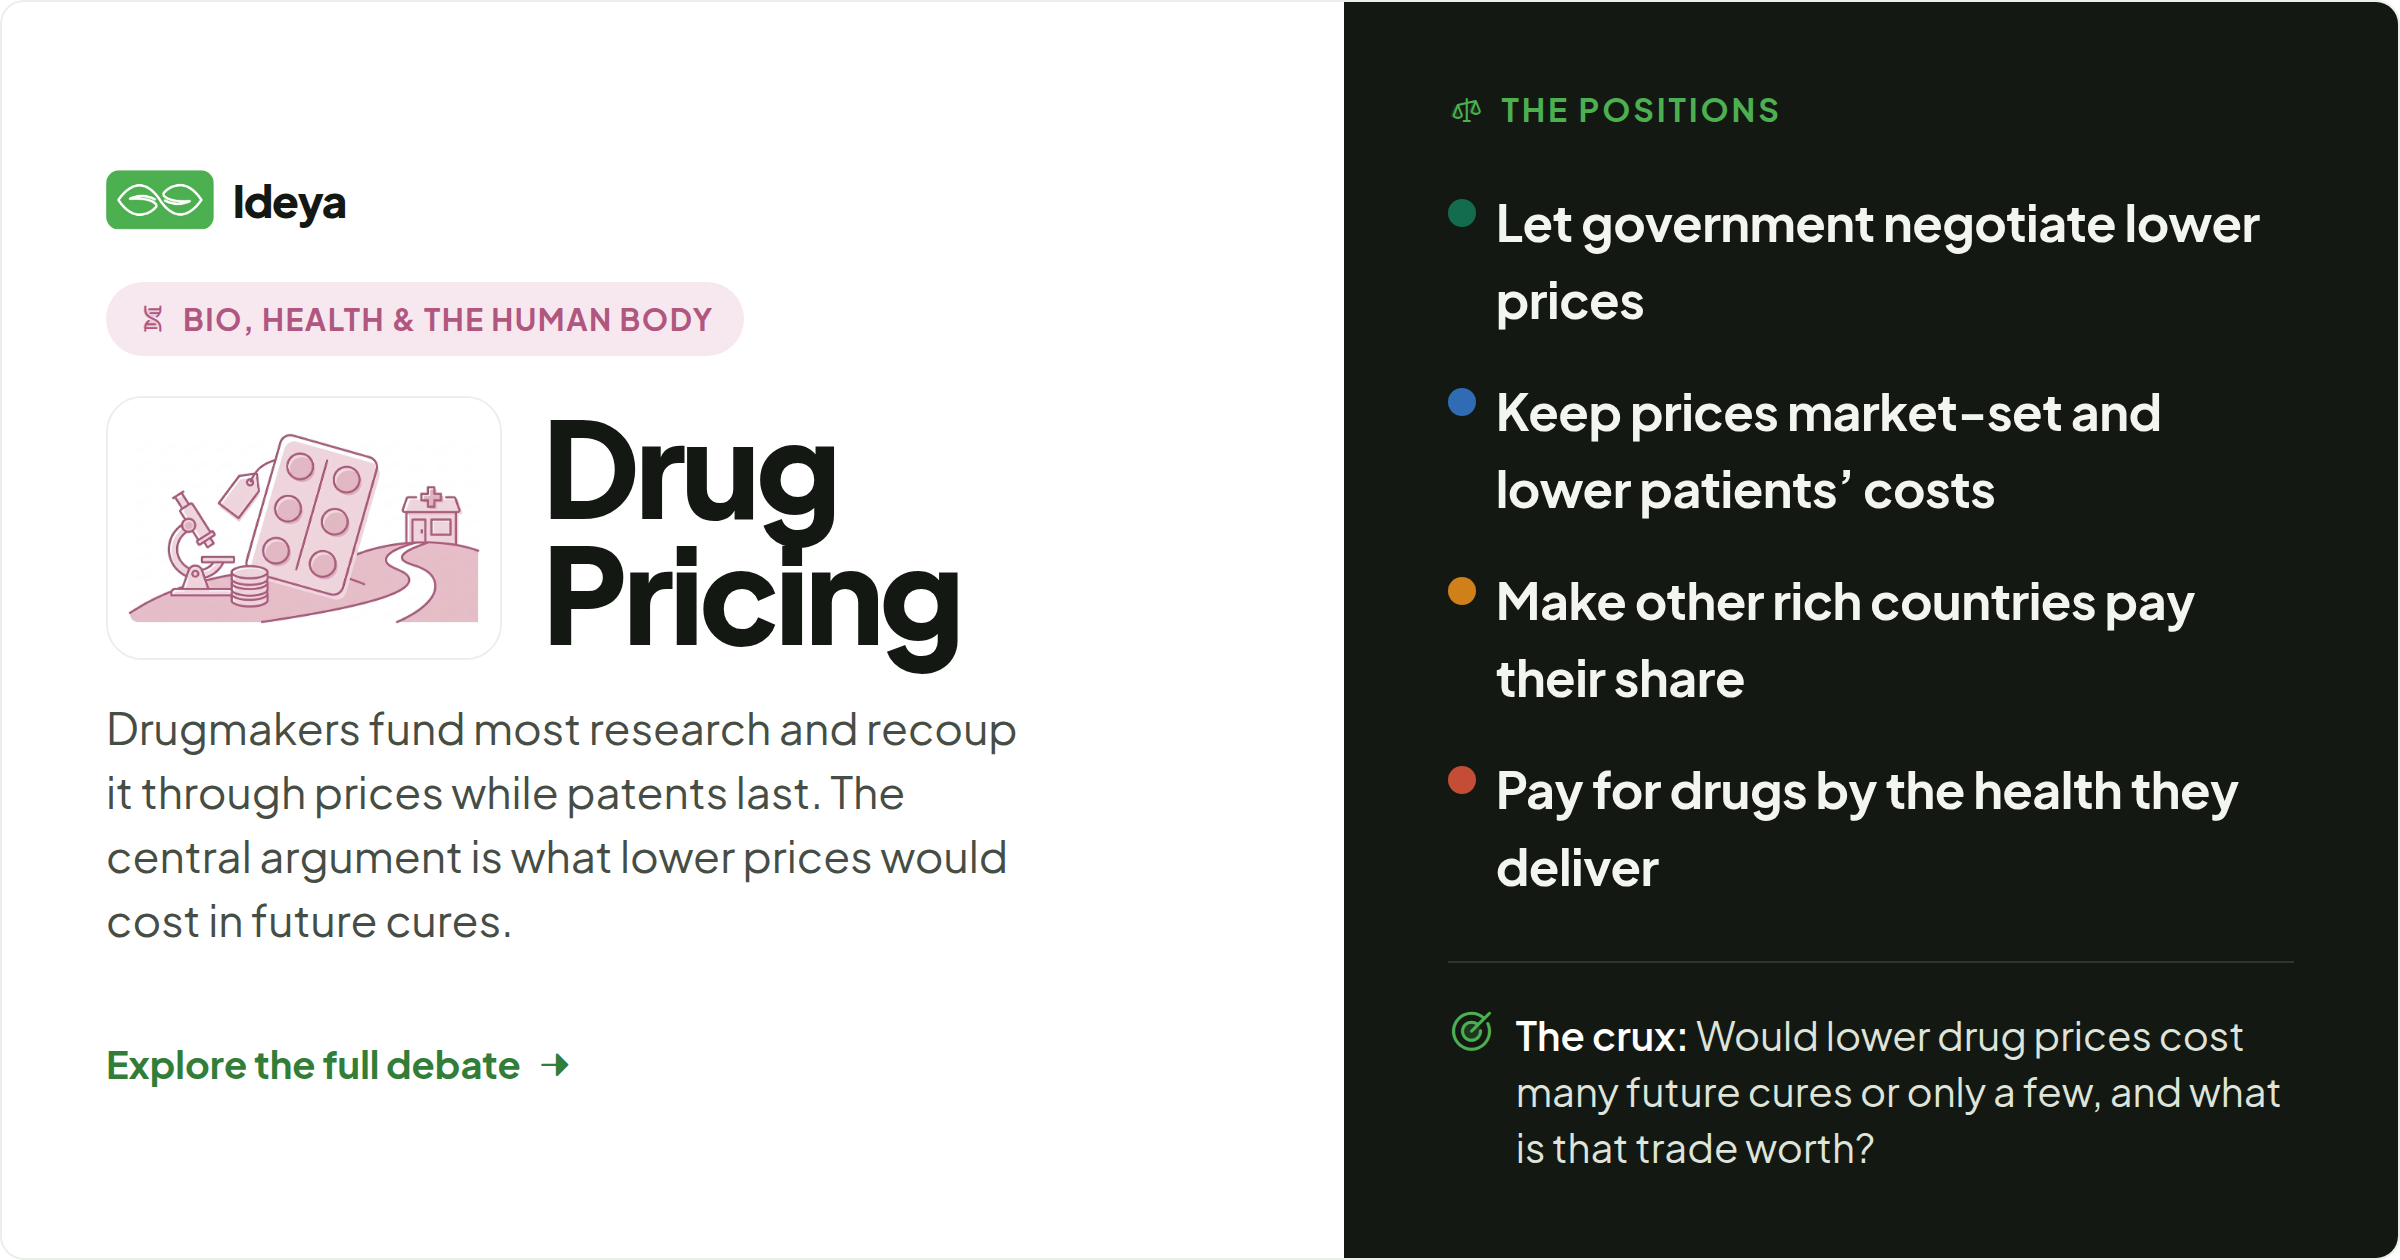 Ideya
BIO, HEALTH & THE HUMAN BODY
Drug
Pricing
Drugmakers fund most research and recoup
it through prices while patents last. The
central argument is what lower prices would
cost in future cures.
Explore the full debate
THE POSITIONS
Let government negotiate lower
prices
Keep prices market-set and
lower patients’ costs
Make other rich countries pay
their share
Pay for drugs by the health they
deliver
The crux: Would lower drug prices cost
many future cures or only a few, and what
is that trade worth?